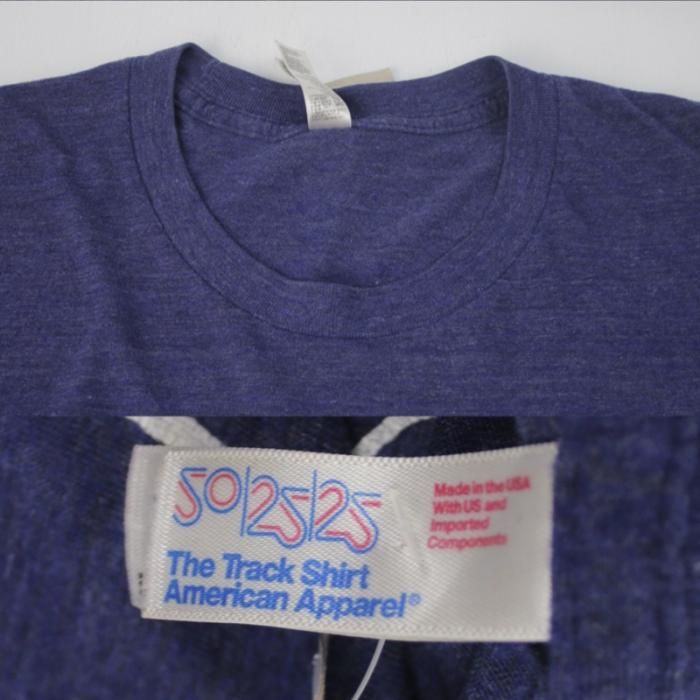 50|25|25
The Track Shirt
American Apparel®
Made in the USA
With US and
Imported
Components